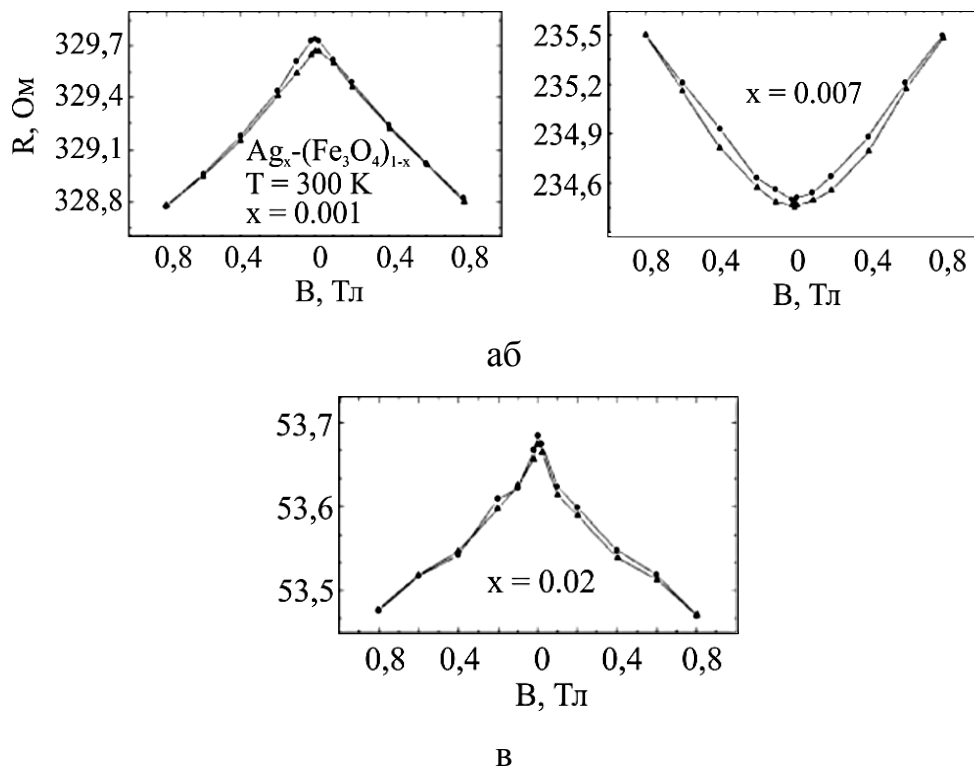 R, Ом
329,7
329,4
329,1
328,8
Ag_x-(Fe_3O_4)_{1-x}
T = 300 K
x = 0.001
0,8 0,4 0 0,4 0,8
B, Тл
235,5
235,2
234,9
234,6
x = 0.007
0,8 0,4 0 0,4 0,8
B, Тл
аб
53,7
53,6
53,5
x = 0.02
0,8 0,4 0 0,4 0,8
B, Тл
в